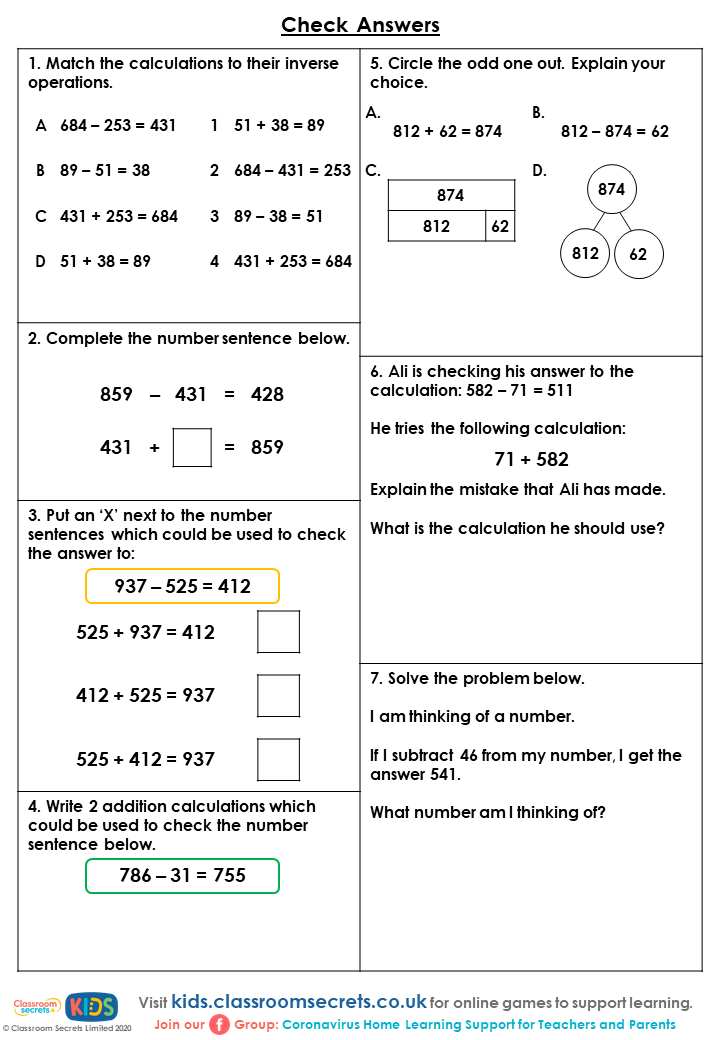 Check Answers
1. Match the calculations to their inverse
operations.
A 684 – 253 = 431 1 51 + 38 = 89
B 89 – 51 = 38 2 684 – 431 = 253
C 431 + 253 = 684 3 89 – 38 = 51
D 51 + 38 = 89 4 431 + 253 = 684
2. Complete the number sentence below.
859 – 431 = 428
431 + = 859
3. Put an ‘X’ next to the number
sentences which could be used to check
the answer to:
937 – 525 = 412
525 + 937 = 412
412 + 525 = 937
525 + 412 = 937
4. Write 2 addition calculations which
could be used to check the number
sentence below.
786 – 31 = 755
5. Circle the odd one out. Explain your
choice.
A. B.
812 + 62 = 874 812 – 874 = 62
C. D.
874
812 62
874
812 62
6. Ali is checking his answer to the
calculation: 582 – 71 = 511
He tries the following calculation:
71 + 582
Explain the mistake that Ali has made.
What is the calculation he should use?
7. Solve the problem below.
I am thinking of a number.
If I subtract 46 from my number, I get the
answer 541.
What number am I thinking of?
Classroom
secrets
KIDS
© Classroom Secrets Limited 2020
Visit kids.classroomsecrets.co.uk for online games to support learning.
Join our f Group: Coronavirus Home Learning Support for Teachers and Parents